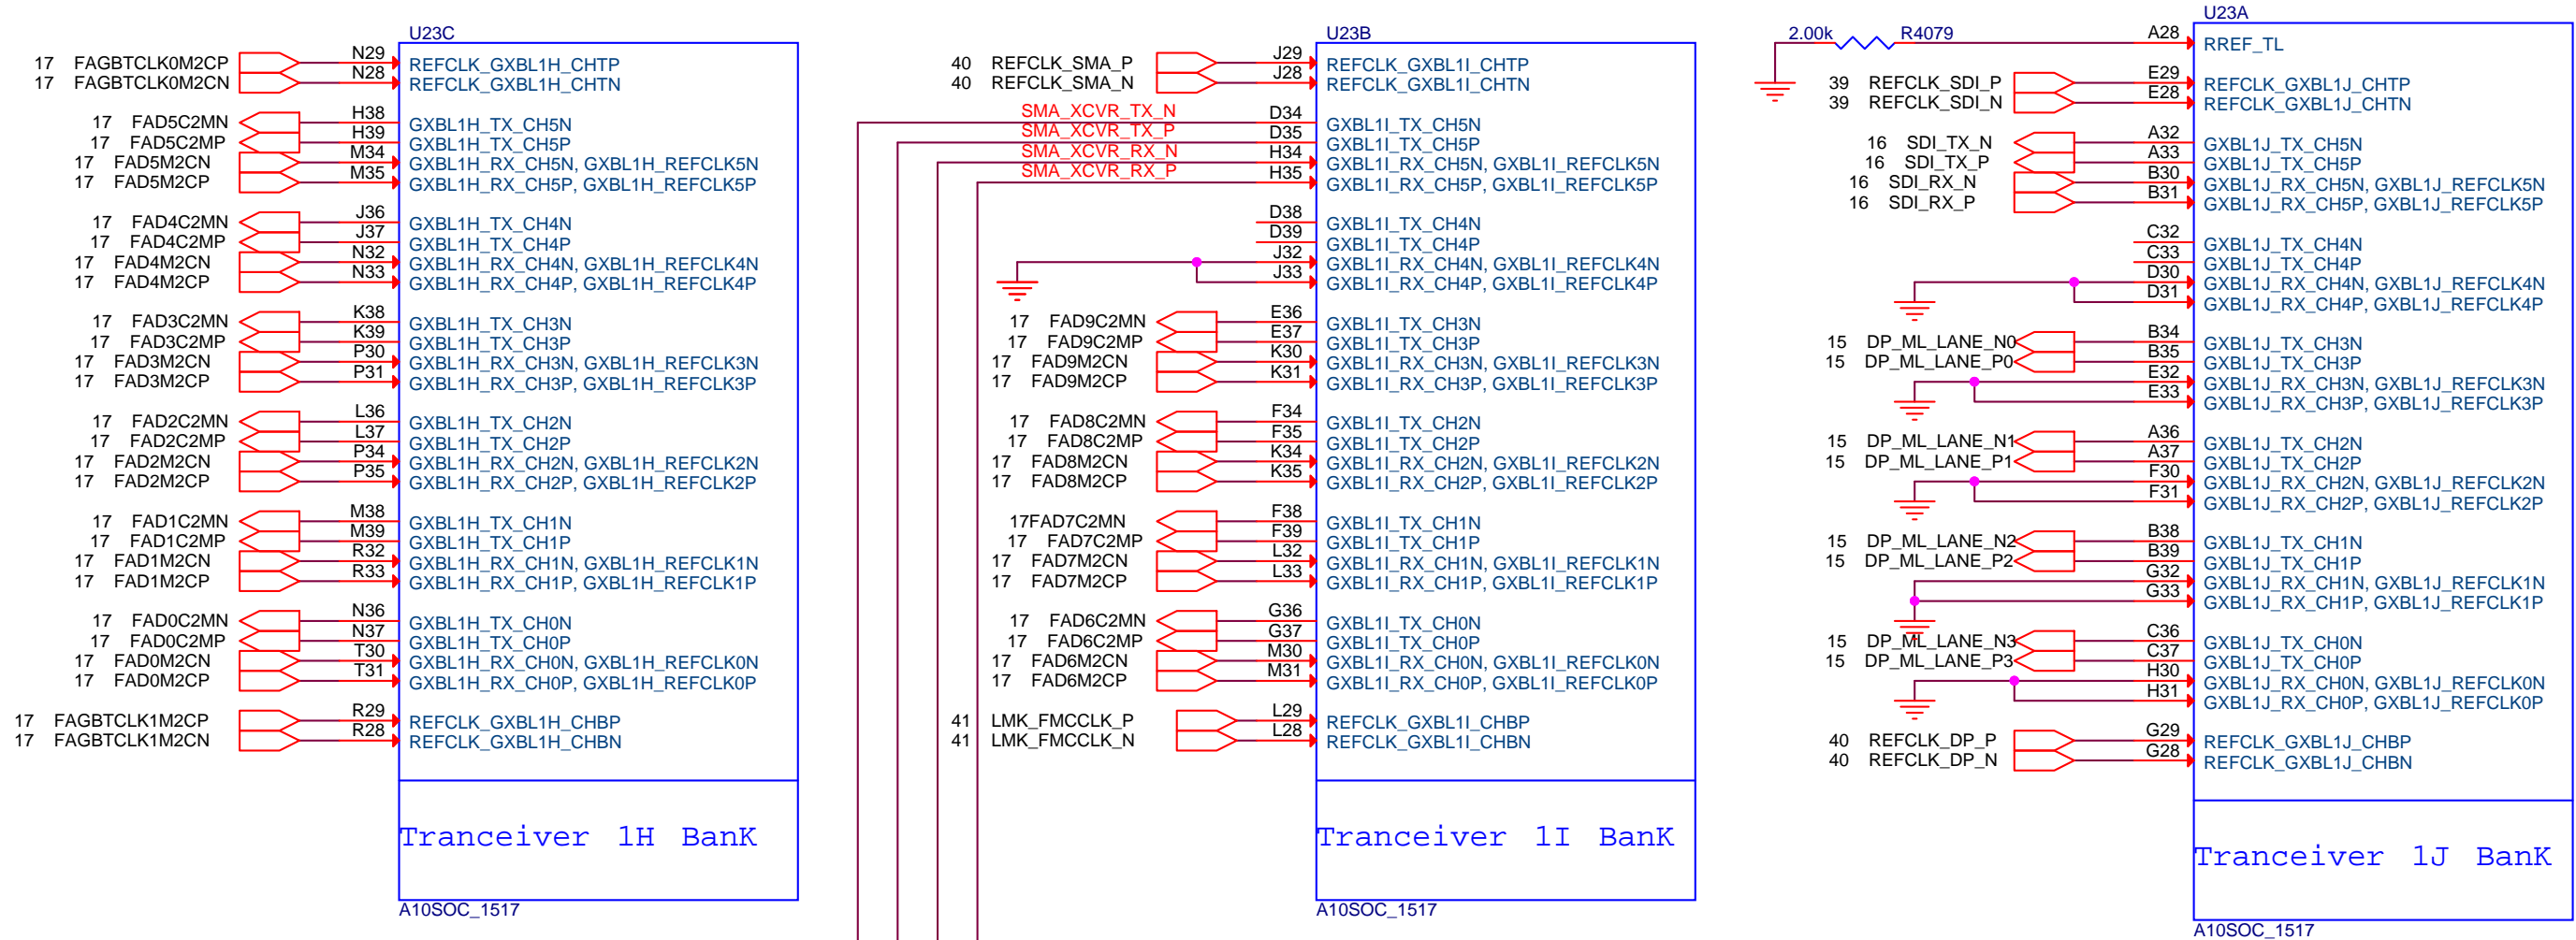 U23C
17 FAGBTCLK0M2CP N29 REFCLK_GXBL1H_CHTP
17 FAGBTCLK0M2CN N28 REFCLK_GXBL1H_CHTN
17 FAD5C2MN H38 GXBL1H_TX_CH5N
17 FAD5C2MP H39 GXBL1H_TX_CH5P
17 FAD5M2CN M34 GXBL1H_RX_CH5N, GXBL1H_REFCLK5N
17 FAD5M2CP M35 GXBL1H_RX_CH5P, GXBL1H_REFCLK5P
17 FAD4C2MN J36 GXBL1H_TX_CH4N
17 FAD4C2MP J37 GXBL1H_TX_CH4P
17 FAD4M2CN N32 GXBL1H_RX_CH4N, GXBL1H_REFCLK4N
17 FAD4M2CP N33 GXBL1H_RX_CH4P, GXBL1H_REFCLK4P
17 FAD3C2MN K38 GXBL1H_TX_CH3N
17 FAD3C2MP K39 GXBL1H_TX_CH3P
17 FAD3M2CN P30 GXBL1H_RX_CH3N, GXBL1H_REFCLK3N
17 FAD3M2CP P31 GXBL1H_RX_CH3P, GXBL1H_REFCLK3P
17 FAD2C2MN L36 GXBL1H_TX_CH2N
17 FAD2C2MP L37 GXBL1H_TX_CH2P
17 FAD2M2CN P34 GXBL1H_RX_CH2N, GXBL1H_REFCLK2N
17 FAD2M2CP P35 GXBL1H_RX_CH2P, GXBL1H_REFCLK2P
17 FAD1C2MN M38 GXBL1H_TX_CH1N
17 FAD1C2MP M39 GXBL1H_TX_CH1P
17 FAD1M2CN R32 GXBL1H_RX_CH1N, GXBL1H_REFCLK1N
17 FAD1M2CP R33 GXBL1H_RX_CH1P, GXBL1H_REFCLK1P
17 FAD0C2MN N36 GXBL1H_TX_CH0N
17 FAD0C2MP N37 GXBL1H_TX_CH0P
17 FAD0M2CN T30 GXBL1H_RX_CH0N, GXBL1H_REFCLK0N
17 FAD0M2CP T31 GXBL1H_RX_CH0P, GXBL1H_REFCLK0P
17 FAGBTCLK1M2CP R29 REFCLK_GXBL1H_CHBP
17 FAGBTCLK1M2CN R28 REFCLK_GXBL1H_CHBN
Tranceiver 1H BanK
A10SOC_1517
U23B
40 REFCLK_SMA_P J29 REFCLK_GXBL1I_CHTP
40 REFCLK_SMA_N J28 REFCLK_GXBL1I_CHTN
SMA_XCVR_TX_N D34 GXBL1I_TX_CH5N
SMA_XCVR_TX_P D35 GXBL1I_TX_CH5P
SMA_XCVR_RX_N H34 GXBL1I_RX_CH5N, GXBL1I_REFCLK5N
SMA_XCVR_RX_P H35 GXBL1I_RX_CH5P, GXBL1I_REFCLK5P
D38 GXBL1I_TX_CH4N
D39 GXBL1I_TX_CH4P
J32 GXBL1I_RX_CH4N, GXBL1I_REFCLK4N
J33 GXBL1I_RX_CH4P, GXBL1I_REFCLK4P
17 FAD9C2MN E36 GXBL1I_TX_CH3N
17 FAD9C2MP E37 GXBL1I_TX_CH3P
17 FAD9M2CN K30 GXBL1I_RX_CH3N, GXBL1I_REFCLK3N
17 FAD9M2CP K31 GXBL1I_RX_CH3P, GXBL1I_REFCLK3P
17 FAD8C2MN F34 GXBL1I_TX_CH2N
17 FAD8C2MP F35 GXBL1I_TX_CH2P
17 FAD8M2CN K34 GXBL1I_RX_CH2N, GXBL1I_REFCLK2N
17 FAD8M2CP K35 GXBL1I_RX_CH2P, GXBL1I_REFCLK2P
17FAD7C2MN F38 GXBL1I_TX_CH1N
17 FAD7C2MP F39 GXBL1I_TX_CH1P
17 FAD7M2CN L32 GXBL1I_RX_CH1N, GXBL1I_REFCLK1N
17 FAD7M2CP L33 GXBL1I_RX_CH1P, GXBL1I_REFCLK1P
17 FAD6C2MN G36 GXBL1I_TX_CH0N
17 FAD6C2MP G37 GXBL1I_TX_CH0P
17 FAD6M2CN M30 GXBL1I_RX_CH0N, GXBL1I_REFCLK0N
17 FAD6M2CP M31 GXBL1I_RX_CH0P, GXBL1I_REFCLK0P
41 LMK_FMCCLK_P L29 REFCLK_GXBL1I_CHBP
41 LMK_FMCCLK_N L28 REFCLK_GXBL1I_CHBN
Tranceiver 1I BanK
A10SOC_1517
U23A
2.00k R4079 A28 RREF_TL
39 REFCLK_SDI_P E29 REFCLK_GXBL1J_CHTP
39 REFCLK_SDI_N E28 REFCLK_GXBL1J_CHTN
16 SDI_TX_N A32 GXBL1J_TX_CH5N
16 SDI_TX_P A33 GXBL1J_TX_CH5P
16 SDI_RX_N B30 GXBL1J_RX_CH5N, GXBL1J_REFCLK5N
16 SDI_RX_P B31 GXBL1J_RX_CH5P, GXBL1J_REFCLK5P
C32 GXBL1J_TX_CH4N
C33 GXBL1J_TX_CH4P
D30 GXBL1J_RX_CH4N, GXBL1J_REFCLK4N
D31 GXBL1J_RX_CH4P, GXBL1J_REFCLK4P
15 DP_ML_LANE_N0 B34 GXBL1J_TX_CH3N
15 DP_ML_LANE_P0 B35 GXBL1J_TX_CH3P
E32 GXBL1J_RX_CH3N, GXBL1J_REFCLK3N
E33 GXBL1J_RX_CH3P, GXBL1J_REFCLK3P
15 DP_ML_LANE_N1 A36 GXBL1J_TX_CH2N
15 DP_ML_LANE_P1 A37 GXBL1J_TX_CH2P
F30 GXBL1J_RX_CH2N, GXBL1J_REFCLK2N
F31 GXBL1J_RX_CH2P, GXBL1J_REFCLK2P
15 DP_ML_LANE_N2 B38 GXBL1J_TX_CH1N
15 DP_ML_LANE_P2 B39 GXBL1J_TX_CH1P
G32 GXBL1J_RX_CH1N, GXBL1J_REFCLK1N
G33 GXBL1J_RX_CH1P, GXBL1J_REFCLK1P
15 DP_ML_LANE_N3 C36 GXBL1J_TX_CH0N
15 DP_ML_LANE_P3 C37 GXBL1J_TX_CH0P
H30 GXBL1J_RX_CH0N, GXBL1J_REFCLK0N
H31 GXBL1J_RX_CH0P, GXBL1J_REFCLK0P
40 REFCLK_DP_P G29 REFCLK_GXBL1J_CHBP
40 REFCLK_DP_N G28 REFCLK_GXBL1J_CHBN
Tranceiver 1J BanK
A10SOC_1517